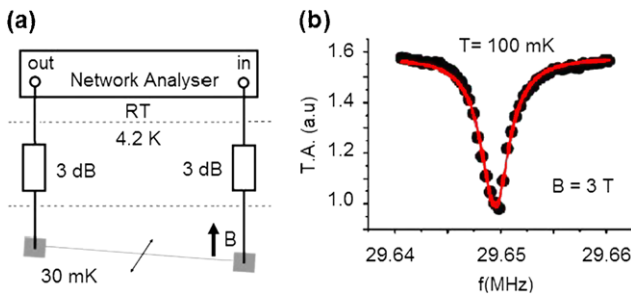 (a)
out
in
Network Analyser
RT
4.2 K
3 dB
3 dB
B
30 mK
(b)
T= 100 mK
B = 3 T
T.A. (a.u)
1.6
1.4
1.2
1.0
29.64
29.65
29.66
f(MHz)